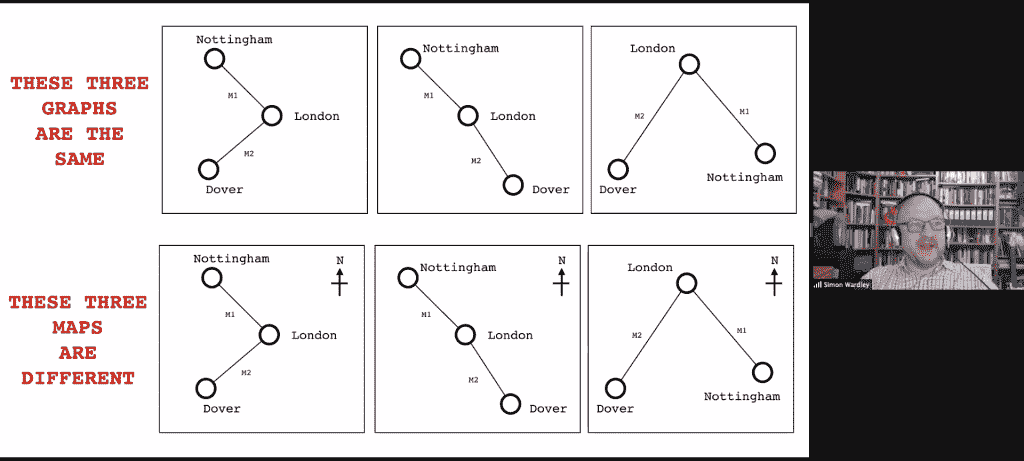 THESE THREE
GRAPHS
ARE THE
SAME
Nottingham
M1
London
M2
Dover
Nottingham
M1
London
M2
Dover
London
M2
M1
Dover
Nottingham
THESE THREE
MAPS
ARE
DIFFERENT
Nottingham
N
M1
London
M2
Dover
Nottingham
N
M1
London
M2
Dover
London
N
M2
M1
Dover
Nottingham
Simon Wardley